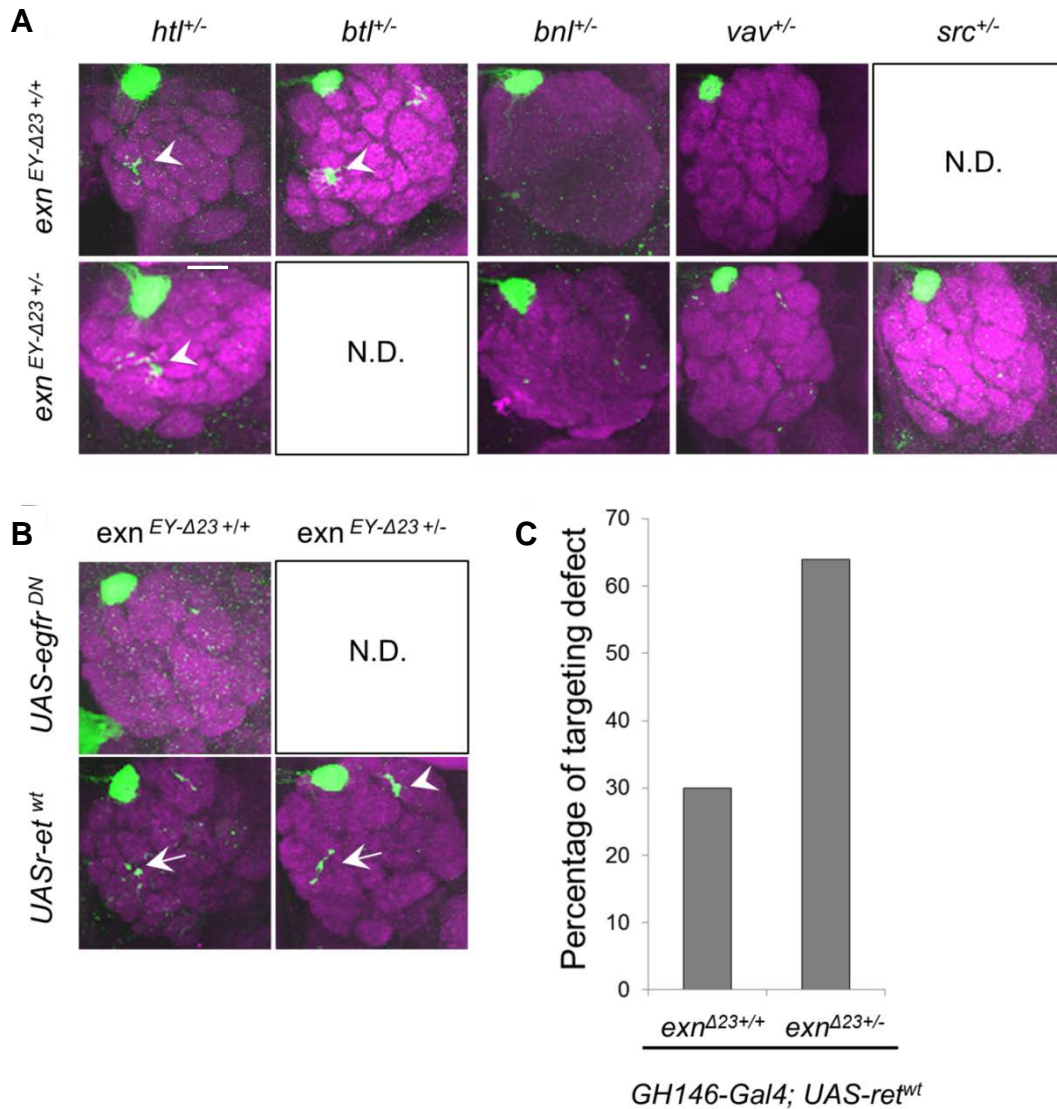 A
htl+/- btl+/- bnl+/- vav+/- src+/-
exn EY-Δ23 +/+
N.D.
exn EY-Δ23 +/-
N.D.
B
exn EY-Δ23 +/+ exn EY-Δ23 +/-
UAS-egfr DN
N.D.
UASr-et wt
C
Percentage of targeting defect
70
60
50
40
30
20
10
0
exnΔ23+/+ exnΔ23+/-
GH146-Gal4; UAS-retwt